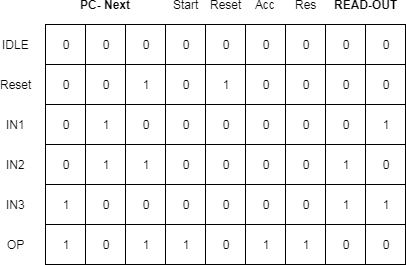 PC- Next Start Reset Acc Res READ-OUT
IDLE 0 0 0 0 0 0 0 0 0
Reset 0 0 1 0 1 0 0 0 0
IN1 0 1 0 0 0 0 0 0 1
IN2 0 1 1 0 0 0 0 1 0
IN3 1 0 0 0 0 0 0 1 1
OP 1 0 1 1 0 1 1 0 0